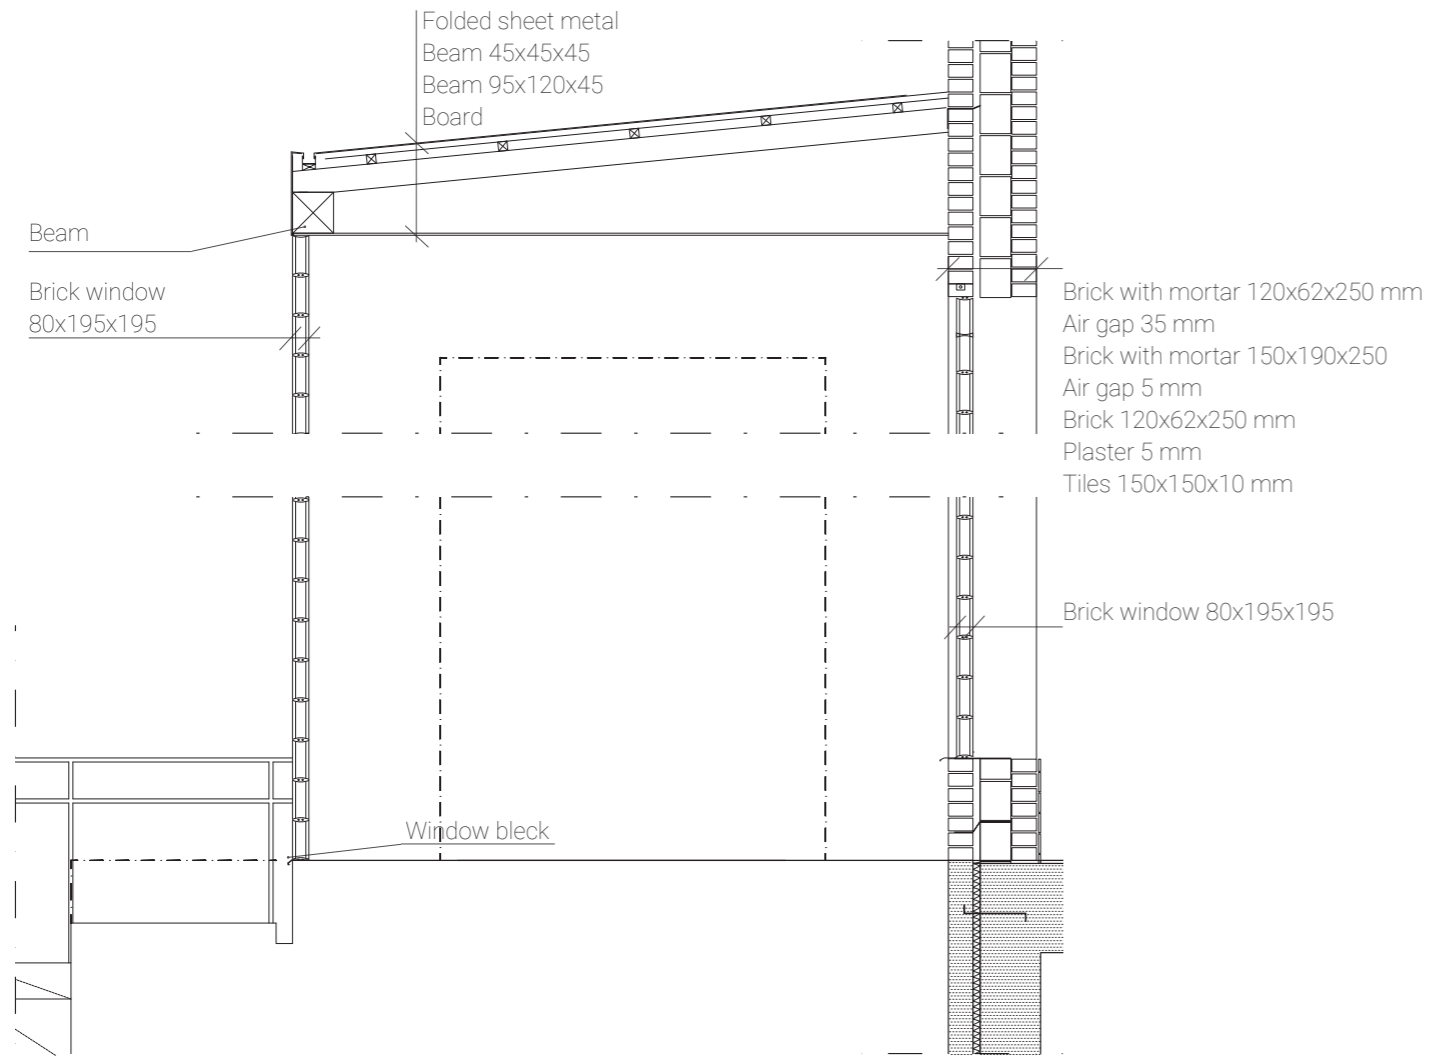 Folded sheet metal
Beam 45x45x45
Beam 95x120x45
Board
Beam
Brick window
80x195x195
Brick with mortar 120x62x250 mm
Air gap 35 mm
Brick with mortar 150x190x250
Air gap 5 mm
Brick 120x62x250 mm
Plaster 5 mm
Tiles 150x150x10 mm
Brick window 80x195x195
Window bleck